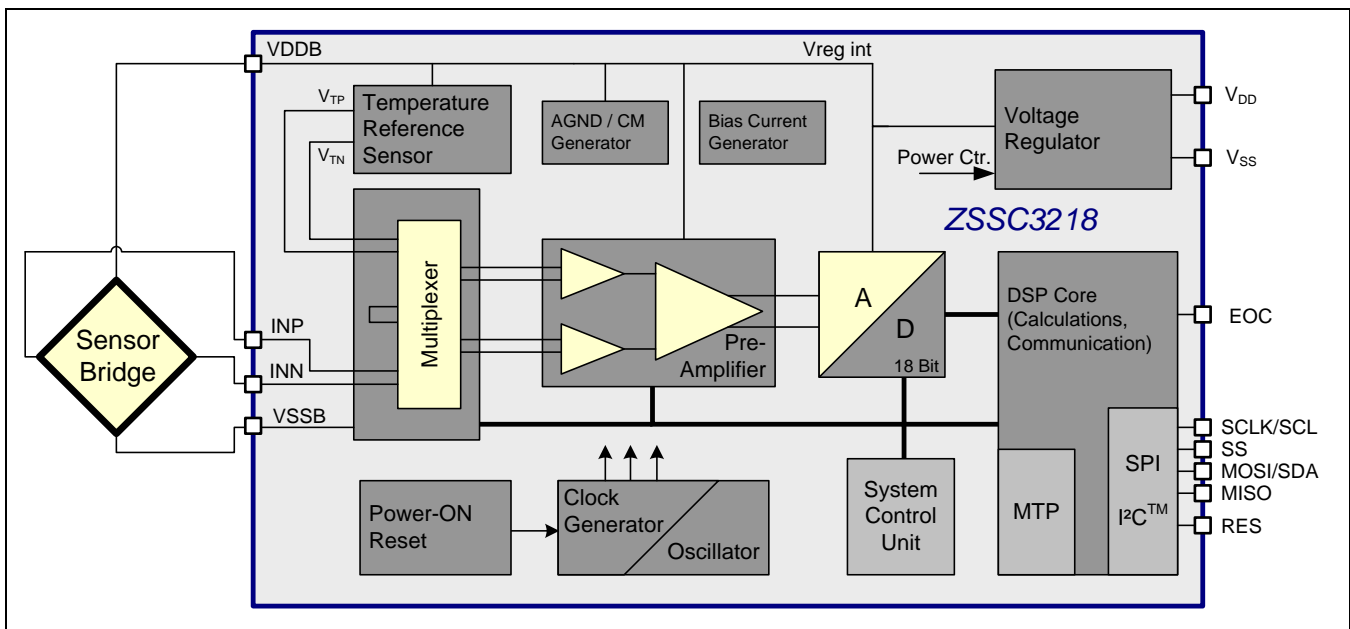 VDDB
Vreg int
VTP
Temperature
Reference
Sensor
VTN
AGND / CM
Generator
Bias Current
Generator
Voltage
Regulator
VDD
VSS
Power Ctr.
ZSSC3218
Multiplexer
Pre-
Amplifier
A
D
18 Bit
DSP Core
(Calculations,
Communication)
EOC
Sensor
Bridge
INP
INN
VSSB
Power-ON
Reset
Clock
Generator
Oscillator
System
Control
Unit
MTP
SPI
I²C™
SCLK/SCL
SS
MOSI/SDA
MISO
RES